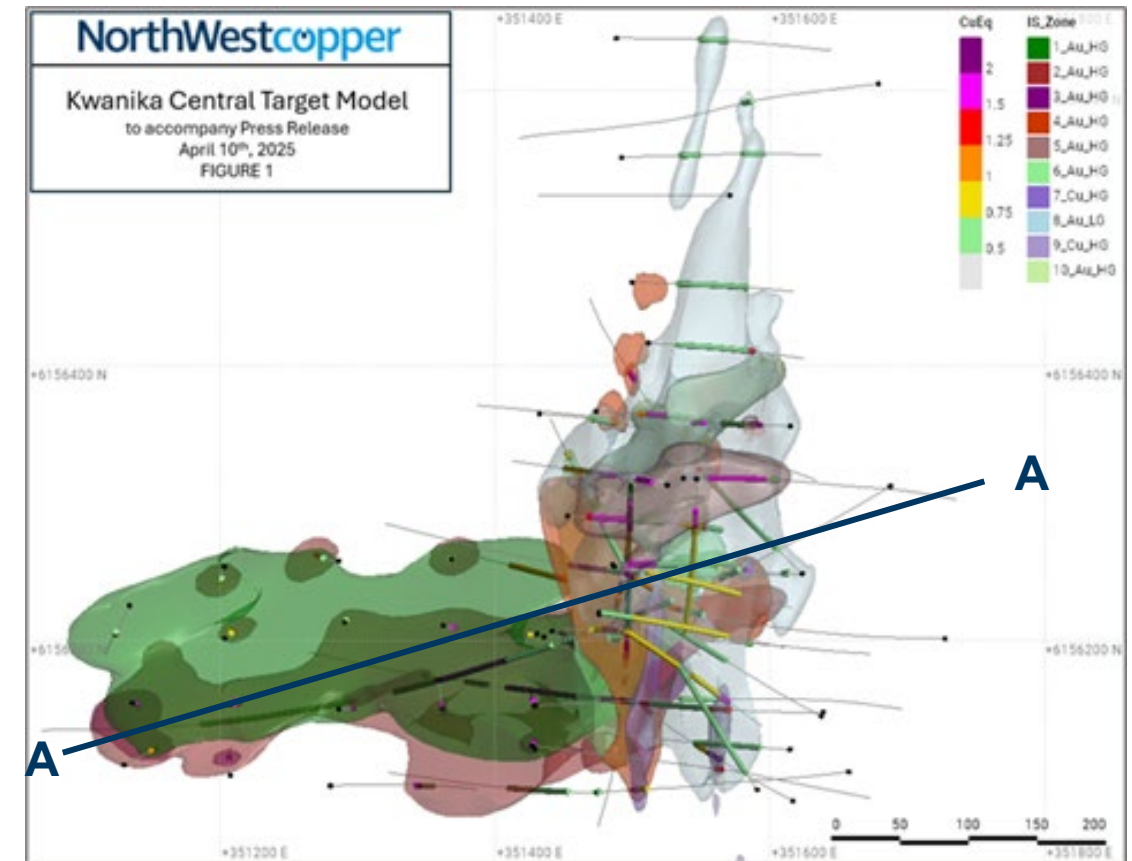 NorthWestcopper
Kwanika Central Target Model
to accompany Press Release
April 10th, 2025
FIGURE 1
+351400 E
+351600 E
CuEq
2
1.5
1.25
1
0.75
0.5
IS_Zone
1_Au_HG
2_Au_HG
3_Au_HG
4_Au_HG
5_Au_HG
6_Au_HG
7_Cu_HG
8_Au_LG
9_Cu_HG
10_Au_HG
+6156400 N
+6156400 N
A
A
+6156200 N
0 50 100 150 200
+351200 E
+351400 E
+351600 E
+351800 E